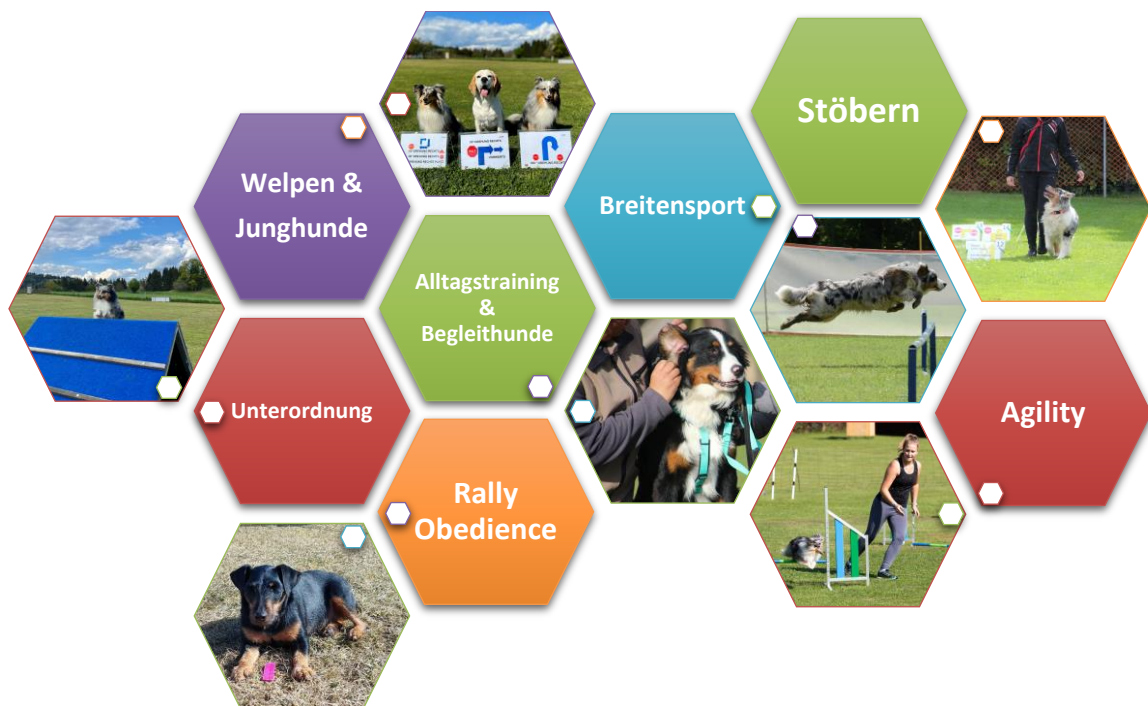 Stöbern
Welpen &
Junghunde
Breitensport
Alltagstraining
&
Begleithunde
Unterordnung
Agility
Rally
Obedience